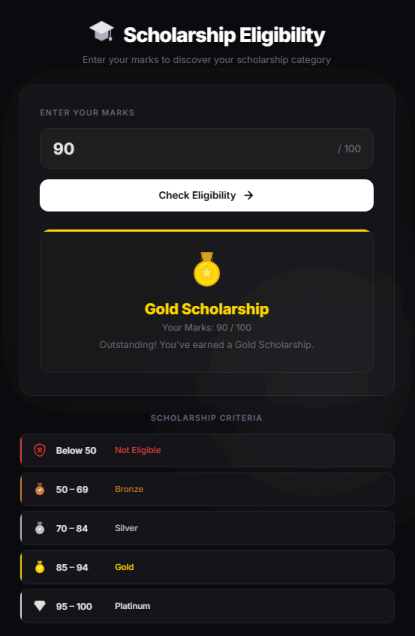 Scholarship Eligibility
Enter your marks to discover your scholarship category
ENTER YOUR MARKS
90 / 100
Check Eligibility →
Gold Scholarship
Your Marks: 90 / 100
Outstanding! You've earned a Gold Scholarship.
SCHOLARSHIP CRITERIA
Below 50 Not Eligible
50 – 69 Bronze
70 – 84 Silver
85 – 94 Gold
95 – 100 Platinum